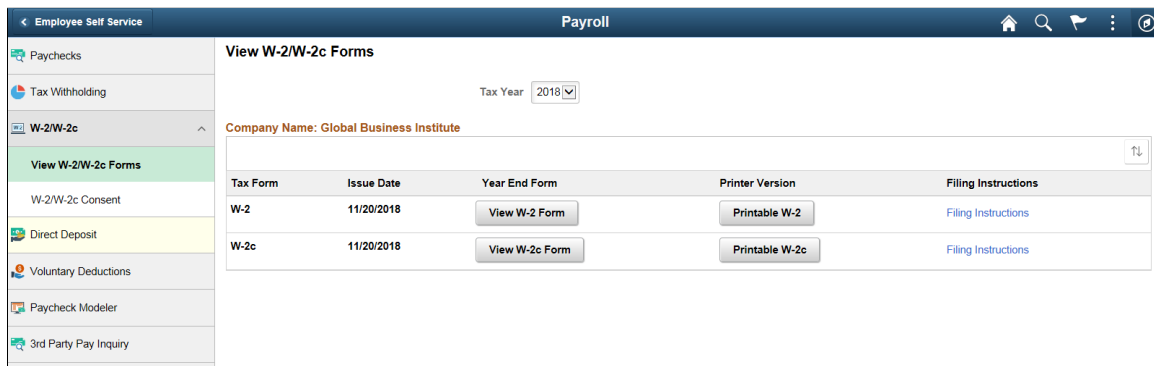 Employee Self Service
Payroll
Paychecks
Tax Withholding
W-2/W-2c
View W-2/W-2c Forms
W-2/W-2c Consent
Direct Deposit
Voluntary Deductions
Paycheck Modeler
3rd Party Pay Inquiry
View W-2/W-2c Forms
Tax Year 2018
Company Name: Global Business Institute
Tax Form Issue Date Year End Form Printer Version Filing Instructions
W-2 11/20/2018 View W-2 Form Printable W-2 Filing Instructions
W-2c 11/20/2018 View W-2c Form Printable W-2c Filing Instructions